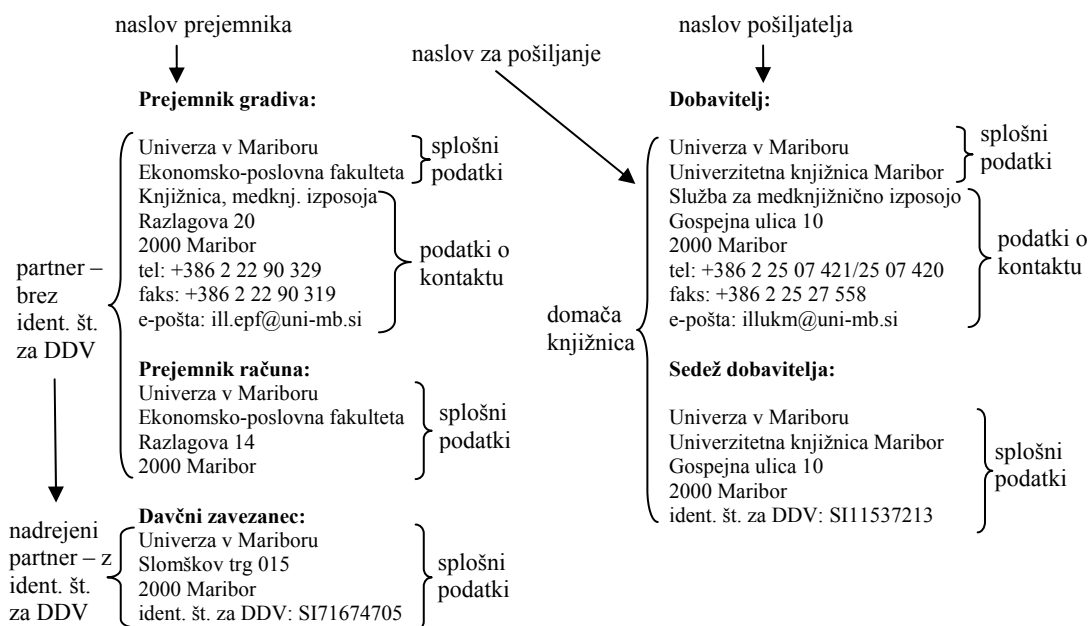 naslov prejemnika
naslov za pošiljanje
naslov pošiljatelja
Prejemnik gradiva:
Univerza v Mariboru
Ekonomsko-poslovna fakulteta
Knjižnica, medknj. izposoja
Razlagova 20
2000 Maribor
tel: +386 2 22 90 329
faks: +386 2 22 90 319
e-pošta: ill.epf@uni-mb.si
splošni
podatki
podatki o
kontaktu
partner –
brez
ident. št.
za DDV
Prejemnik računa:
Univerza v Mariboru
Ekonomsko-poslovna fakulteta
Razlagova 14
2000 Maribor
splošni
podatki
nadrejeni
partner – z
ident. št.
za DDV
Davčni zavezanec:
Univerza v Mariboru
Slomškov trg 015
2000 Maribor
ident. št. za DDV: SI71674705
splošni
podatki
Dobavitelj:
Univerza v Mariboru
Univerzitetna knjižnica Maribor
Služba za medknjižnično izposojo
Gospejna ulica 10
2000 Maribor
tel: +386 2 25 07 421/25 07 420
faks: +386 2 25 27 558
e-pošta: illukm@uni-mb.si
splošni
podatki
podatki o
kontaktu
domača
knjižnica
Sedež dobavitelja:
Univerza v Mariboru
Univerzitetna knjižnica Maribor
Gospejna ulica 10
2000 Maribor
ident. št. za DDV: SI11537213
splošni
podatki